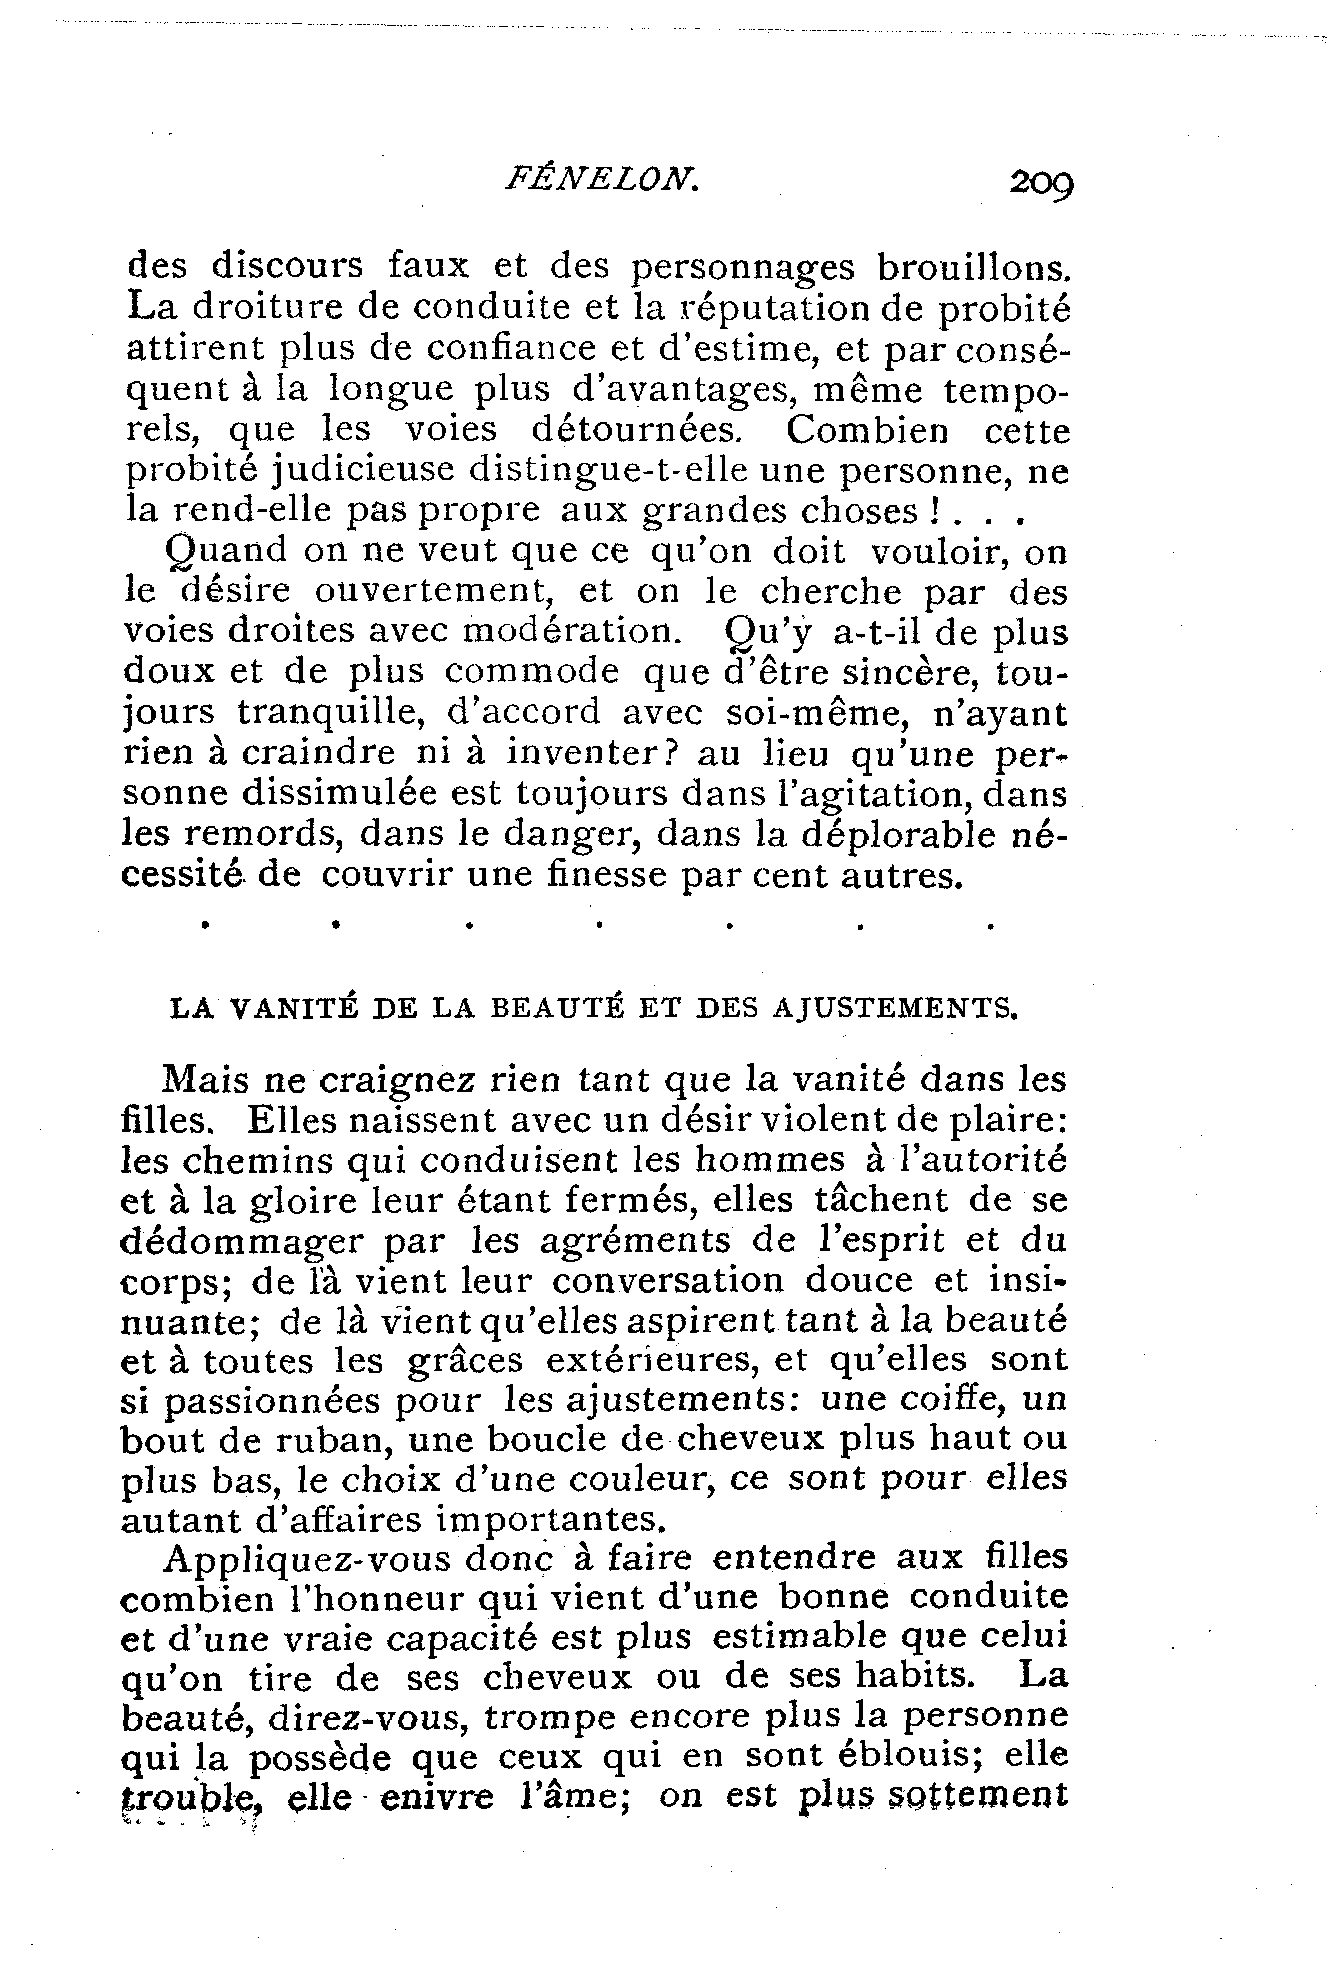 FÉNELON. 209
des discours faux et des personnages brouillons.
La droiture de conduite et la réputation de probité
attirent plus de confiance et d'estime, et par consé-
quent à la longue plus d'avantages, même tempo-
rels, que les voies détournées. Combien cette
probité judicieuse distingue-t-elle une personne, ne
la rend-elle pas propre aux grandes choses ! . . .
Quand on ne veut que ce qu'on doit vouloir, on
le désire ouvertement, et on le cherche par des
voies droites avec modération. Qu'y a-t-il de plus
doux et de plus commode que d'être sincère, tou-
jours tranquille, d'accord avec soi-même, n'ayant
rien à craindre ni à inventer? au lieu qu'une per-
sonne dissimulée est toujours dans l'agitation, dans
les remords, dans le danger, dans la déplorable né-
cessité de couvrir une finesse par cent autres.
. . . . . . .
LA VANITÉ DE LA BEAUTÉ ET DES AJUSTEMENTS.
Mais ne craignez rien tant que la vanité dans les
filles. Elles naissent avec un désir violent de plaire:
les chemins qui conduisent les hommes à l'autorité
et à la gloire leur étant fermés, elles tâchent de se
dédommager par les agréments de l'esprit et du
corps; de là vient leur conversation douce et insi-
nuante; de là vient qu'elles aspirent tant à la beauté
et à toutes les grâces extérieures, et qu'elles sont
si passionnées pour les ajustements: une coiffe, un
bout de ruban, une boucle de cheveux plus haut ou
plus bas, le choix d'une couleur, ce sont pour elles
autant d'affaires importantes.
Appliquez-vous donc à faire entendre aux filles
combien l'honneur qui vient d'une bonne conduite
et d'une vraie capacité est plus estimable que celui
qu'on tire de ses cheveux ou de ses habits. La
beauté, direz-vous, trompe encore plus la personne
qui la possède que ceux qui en sont éblouis; elle
trouble, elle enivre l'âme; on est plus sottement